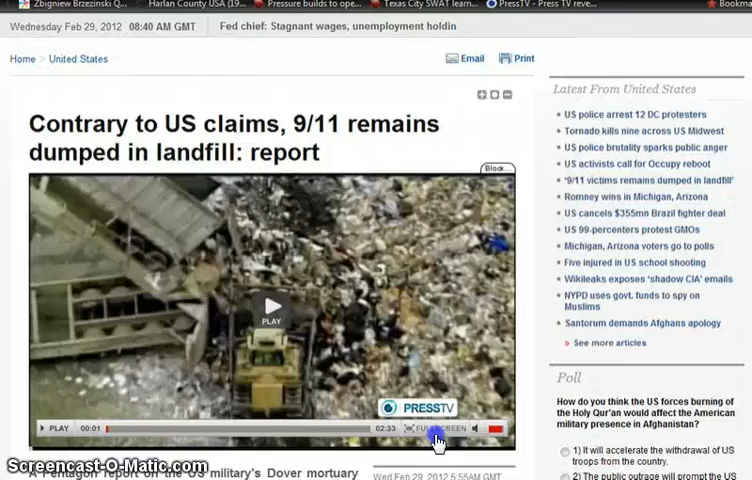 Zbigniew Brzezinski Q...
Harlan County USA (19...
Pressure builds to ope...
Texas City SWAT learn...
PressTV - Press TV reve...
Bookma
Wednesday Feb 29, 2012 08:40 AM GMT
Fed chief: Stagnant wages, unemployment holdin
Home > United States
Email
Print
Contrary to US claims, 9/11 remains
dumped in landfill: report
Block...
PLAY
PRESSTV
PLAY 00:01 02:33 FULLSCREEN
A Pentagon report on the US military's Dover mortuary
Wed Feb 29, 2012 5:55AM GMT
Screencast-O-Matic.com
Latest From United States
US police arrest 12 DC protesters
Tornado kills nine across US Midwest
US police brutality sparks public anger
US activists call for Occupy reboot
'9/11 victims remains dumped in landfill'
Romney wins in Michigan, Arizona
US cancels $355mn Brazil fighter deal
US 99-percenters protest GMOs
Michigan, Arizona voters go to polls
Five injured in US school shooting
Wikileaks exposes 'shadow CIA' emails
NYPD uses govt. funds to spy on
Muslims
Santorum demands Afghans apology
» See more articles
Poll
How do you think the US forces burning of
the Holy Qur'an would affect the American
military presence in Afghanistan?
1) It will accelerate the withdrawal of US
troops from the country.
2) The public outrage will prompt the US